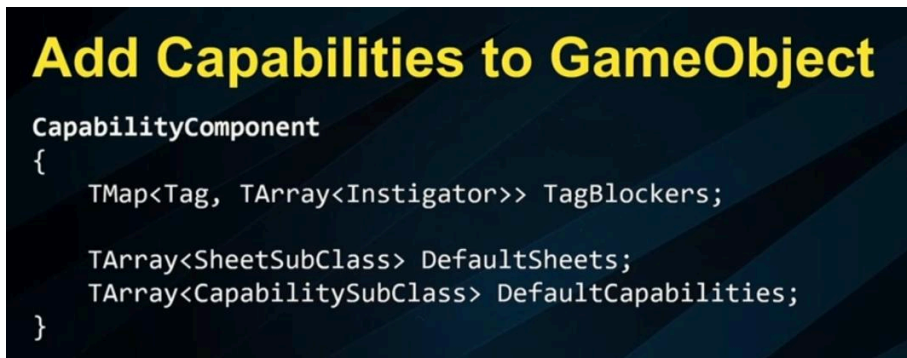 Add Capabilities to GameObject
CapabilityComponent
{
TMap<Tag, TArray<Instigator>> TagBlockers;
TArray<SheetSubClass> DefaultSheets;
TArray<CapabilitySubClass> DefaultCapabilities;
}